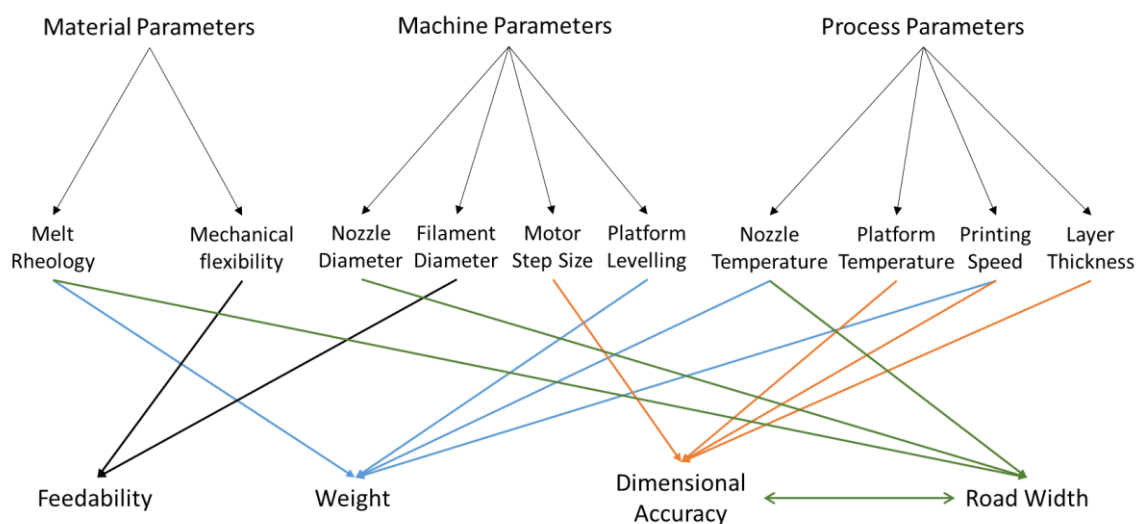 Material Parameters
Machine Parameters
Process Parameters
Melt
Rheology
Mechanical
flexibility
Nozzle
Diameter
Filament
Diameter
Motor
Step Size
Platform
Levelling
Nozzle
Temperature
Platform
Temperature
Printing
Speed
Layer
Thickness
Feedability
Weight
Dimensional
Accuracy
Road Width